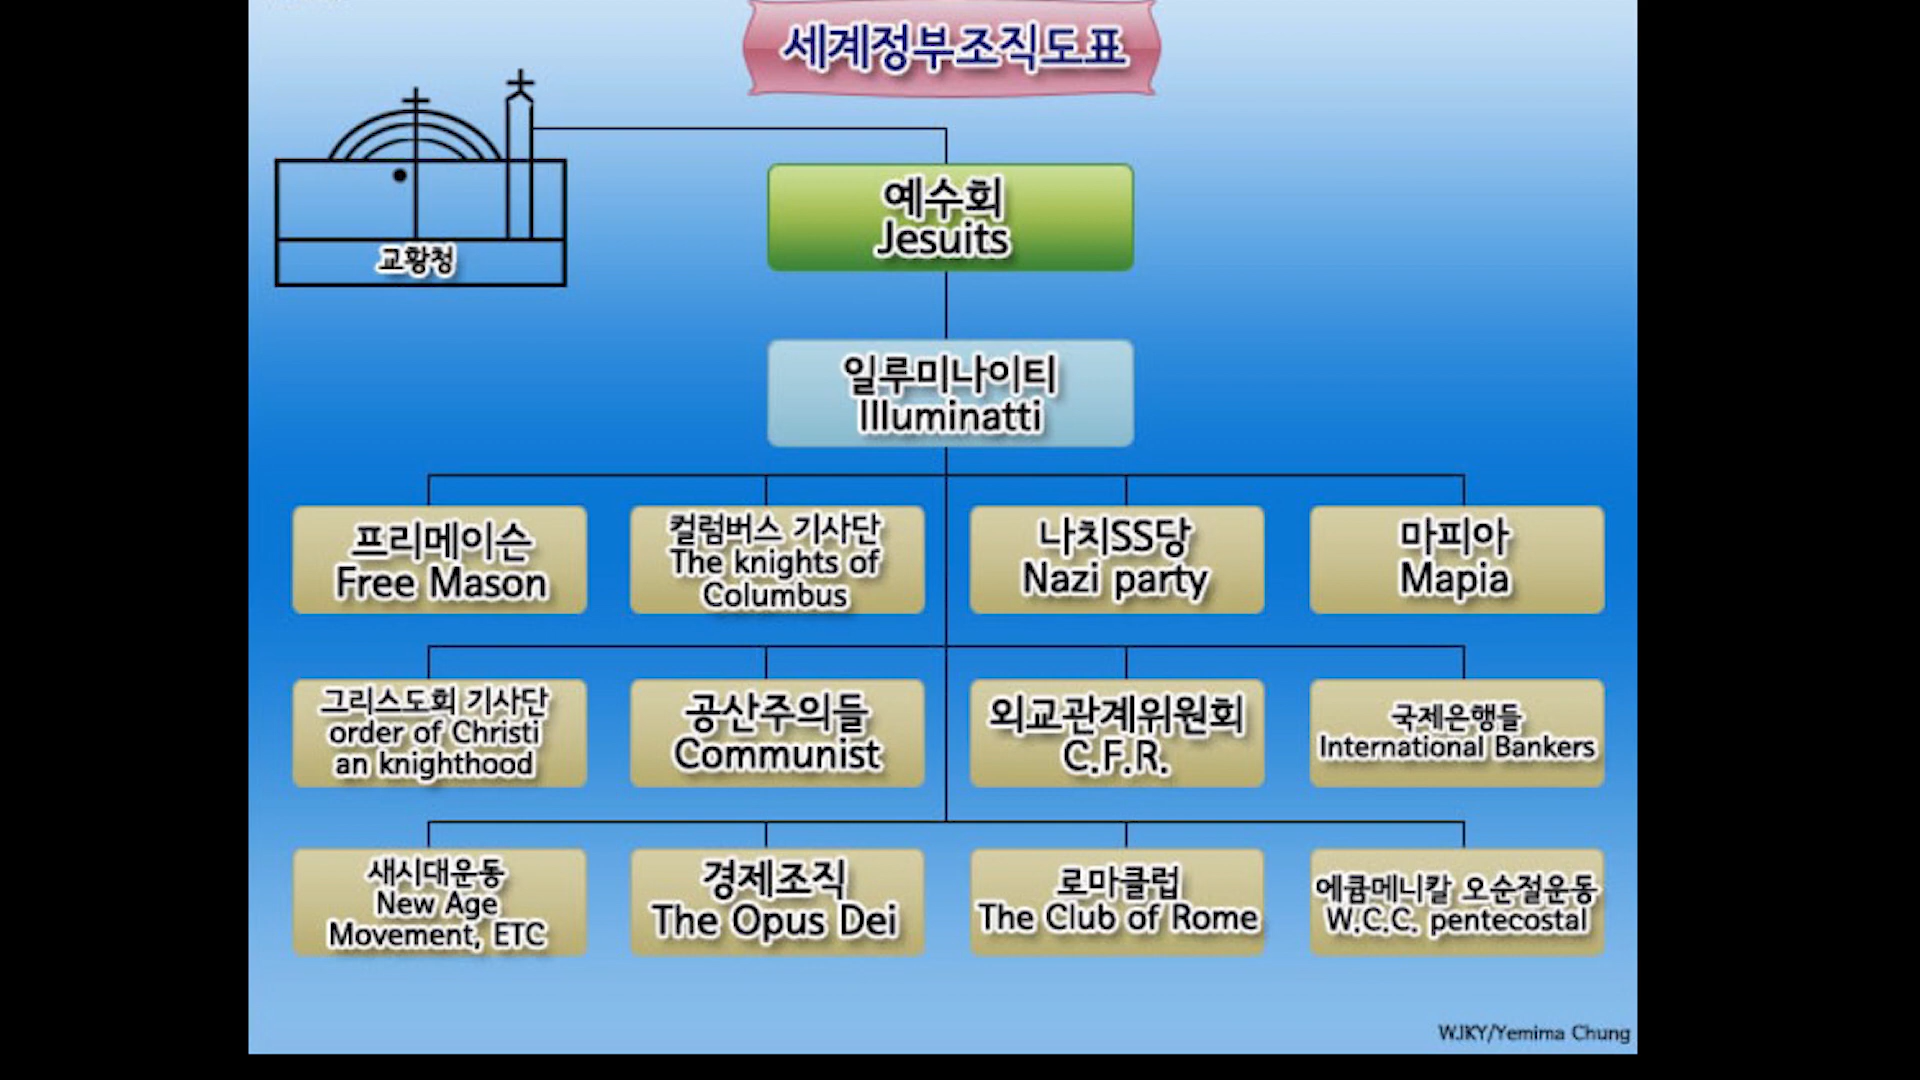 세계정부조직도표
교황청
예수회
Jesuits
일루미나이티
Illuminatti
프리메이슨
Free Mason
컬럼버스 기사단
The knights of
Columbus
나치SS당
Nazi party
마피아
Mapia
그리스도회 기사단
order of Christi
an knighthood
공산주의들
Communist
외교관계위원회
C.F.R.
국제은행들
International Bankers
새시대운동
New Age
Movement, ETC
경제조직
The Opus Dei
로마클럽
The Club of Rome
에큠메니칼 오순절운동
W.C.C. pentecostal
WJKY/Yemima Chung